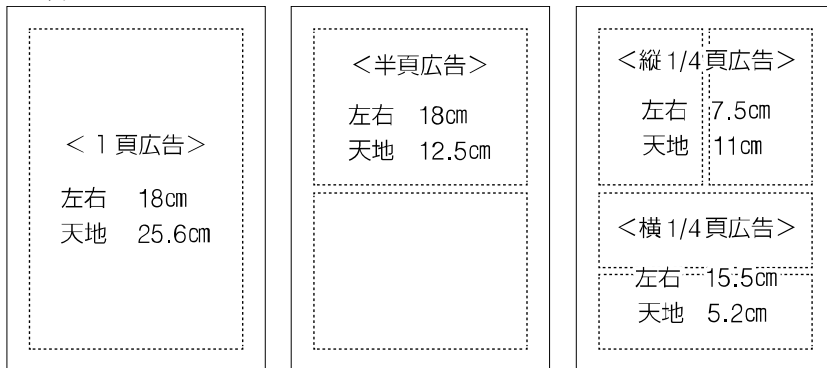 ＜１頁広告＞
左右　18㎝
天地　25.6㎝
＜半頁広告＞
左右　18㎝
天地　12.5㎝
＜縦1/4頁広告＞
左右　7.5㎝
天地　11㎝
＜横1/4頁広告＞
左右　15.5㎝
天地　5.2㎝